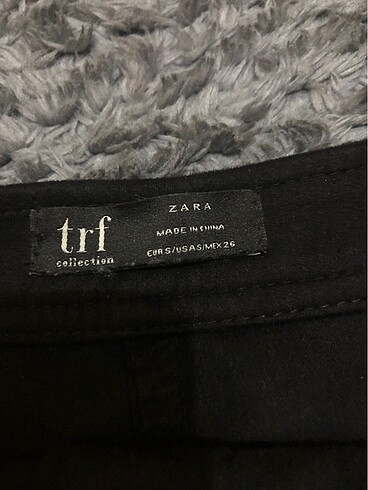 trf
collection
ZARA
MADE IN CHINA
EUR S/USA S/MEX 26